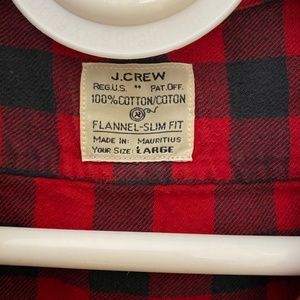 J.CREW
REG.U.S. " PAT.OFF.
100% COTTON/COTON
FLANNEL-SLIM FIT
MADE IN: MAURITIUS
YOUR SIZE: LARGE